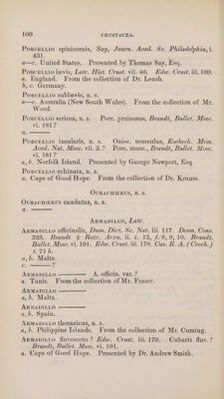 100 CRUSTACEA.
PORCELLIO spinicornis, Say, Journ. Acad. Sc. Philadelphia, i.
431.
a—c. United States. Presented by Thomas Say, Esq.
PORCELLIO lævis, Latr. Hist. Crust. vii. 46. Edw. Crust. iii. 169.
a. England. From the collection of Dr. Leach.
b, c. Germany.
PORCELLIO sublævis, n. s.
a—e. Australia (New South Wales). From the collection of Mr.
Wood.
PORCELLIO sericea, n. s. Porc. pruinosus, Brandt, Bullet. Mosc.
vi. 181?
a. ———
PORCELLIO insularis, n. s. Oniscus musculus, Eschsch. Mem.
Acad. Nat. Mosc. vii. 2.? Porc. musc., Brandt, Bullet. Mosc.
vi. 181?
a, b. Norfolk Island. Presented by George Newport, Esq.
PORCELLIO echinata, n. s.
a. Cape of Good Hope. From the collection of Dr. Krauss.
OURACHÆRUS, n. s.
OURACHÆRUS caudatus, n. s.
a. ———
ARMADILLO, Latr.
ARMADILLO officinalis, Dum. Dict. Sc. Nat. iii. 117. Desm. Cons.
323. Brandt & Ratz. Arzn. ii. t. 12, f. 8, 9, 10. Brandt,
Bullet. Mosc. vi. 191. Edw. Crust. iii. 178. Cuv. R. A. (Croch.)
t. 71 b.
a, b. Malta.
c. ——— ?
ARMADILLO ——— A. officin. var.?
a. Tunis. From the collection of Mr. Fraser.
ARMADILLO ———
a, b. Malta.
ARMADILLO ———
a, b. Spain.
ARMADILLO thoracicus, n. s.
a, b. Philippine Islands. From the collection of Mr. Cuming.
ARMADILLO flavescens? Edw. Crust. iii. 179. Cubaris flav.?
Brandt, Bullet. Mosc. vi. 191.
a. Cape of Good Hope. Presented by Dr. Andrew Smith.